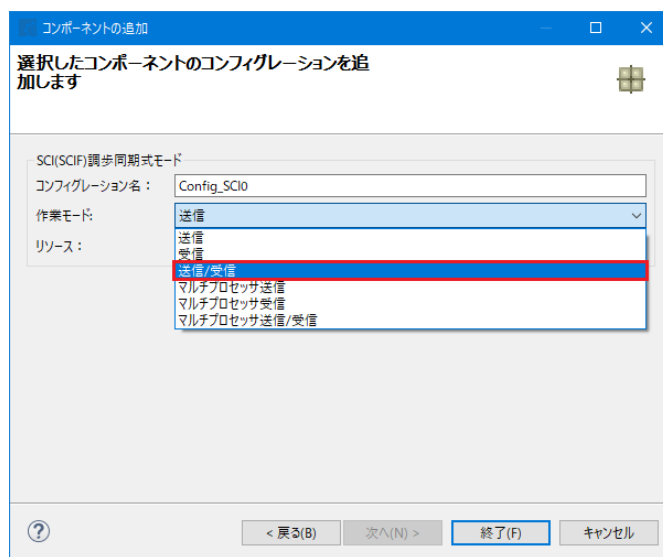 コンポーネントの追加
選択したコンポーネントのコンフィグレーションを追
加します
SCI(SCIF)調歩同期式モード
コンフィグレーション名：
Config_SCI0
作業モード:
送信
リソース：
送信
受信
送信/受信
マルチプロセッサ送信
マルチプロセッサ受信
マルチプロセッサ送信/受信
?
< 戻る(B)
次へ(N) >
終了(F)
キャンセル